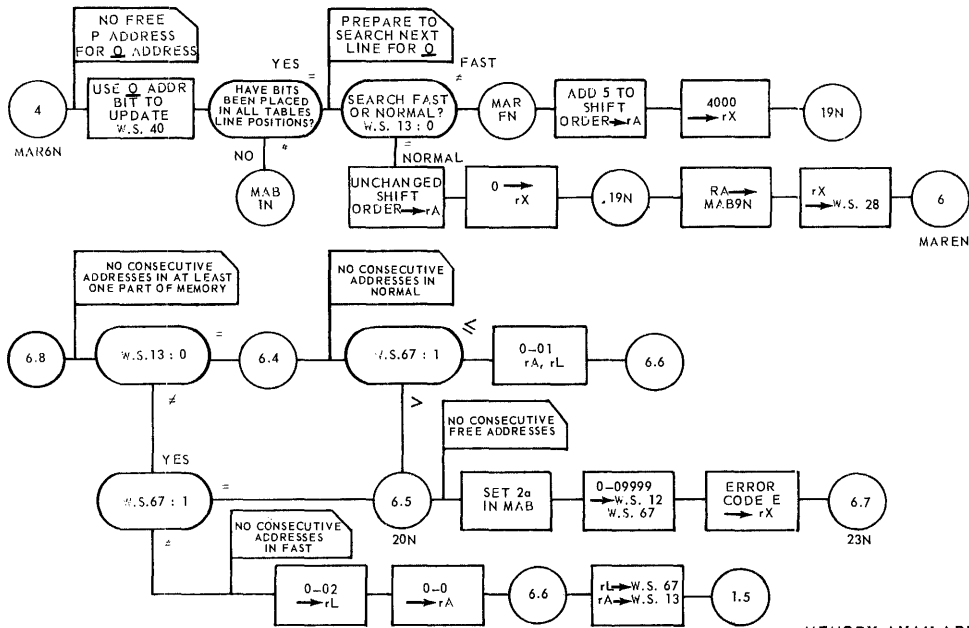 NO FREE
P ADDRESS
FOR O ADDRESS
4
MAR6N
USE O ADDR
BIT TO
UPDATE
W.S. 40
YES =
HAVE BITS
BEEN PLACED
IN ALL TABLES
LINE POSITIONS?
NO ≠
MAB
IN
PREPARE TO
SEARCH NEXT
LINE FOR O
SEARCH FAST
OR NORMAL?
W.S. 13 : 0
≠ FAST
=
NORMAL
MAR
FN
ADD 5 TO
SHIFT
ORDER → rA
4000
→ rX
19N
UNCHANGED
SHIFT
ORDER → rA
0 →
rX
19N
RA →
MAB9N
rX
→ W.S. 28
6
MAREN
NO CONSECUTIVE
ADDRESSES IN AT LEAST
ONE PART OF MEMORY
6.8
W.S.13 : 0
=
≠
6.4
NO CONSECUTIVE
ADDRESSES IN
NORMAL
W.S.67 : 1
≤
>
0-01
rA, rL
6.6
YES
W.S.67 : 1
=
≠
6.5
20N
NO CONSECUTIVE
FREE ADDRESSES
SET 2a
IN MAB
0-09999
→ W.S. 12
W.S. 67
ERROR
CODE E
→ rX
6.7
23N
NO CONSECUTIVE
ADDRESSES
IN FAST
0-02
→ rL
0-0
→ rA
6.6
rL → W.S. 67
rA → W.S. 13
1.5